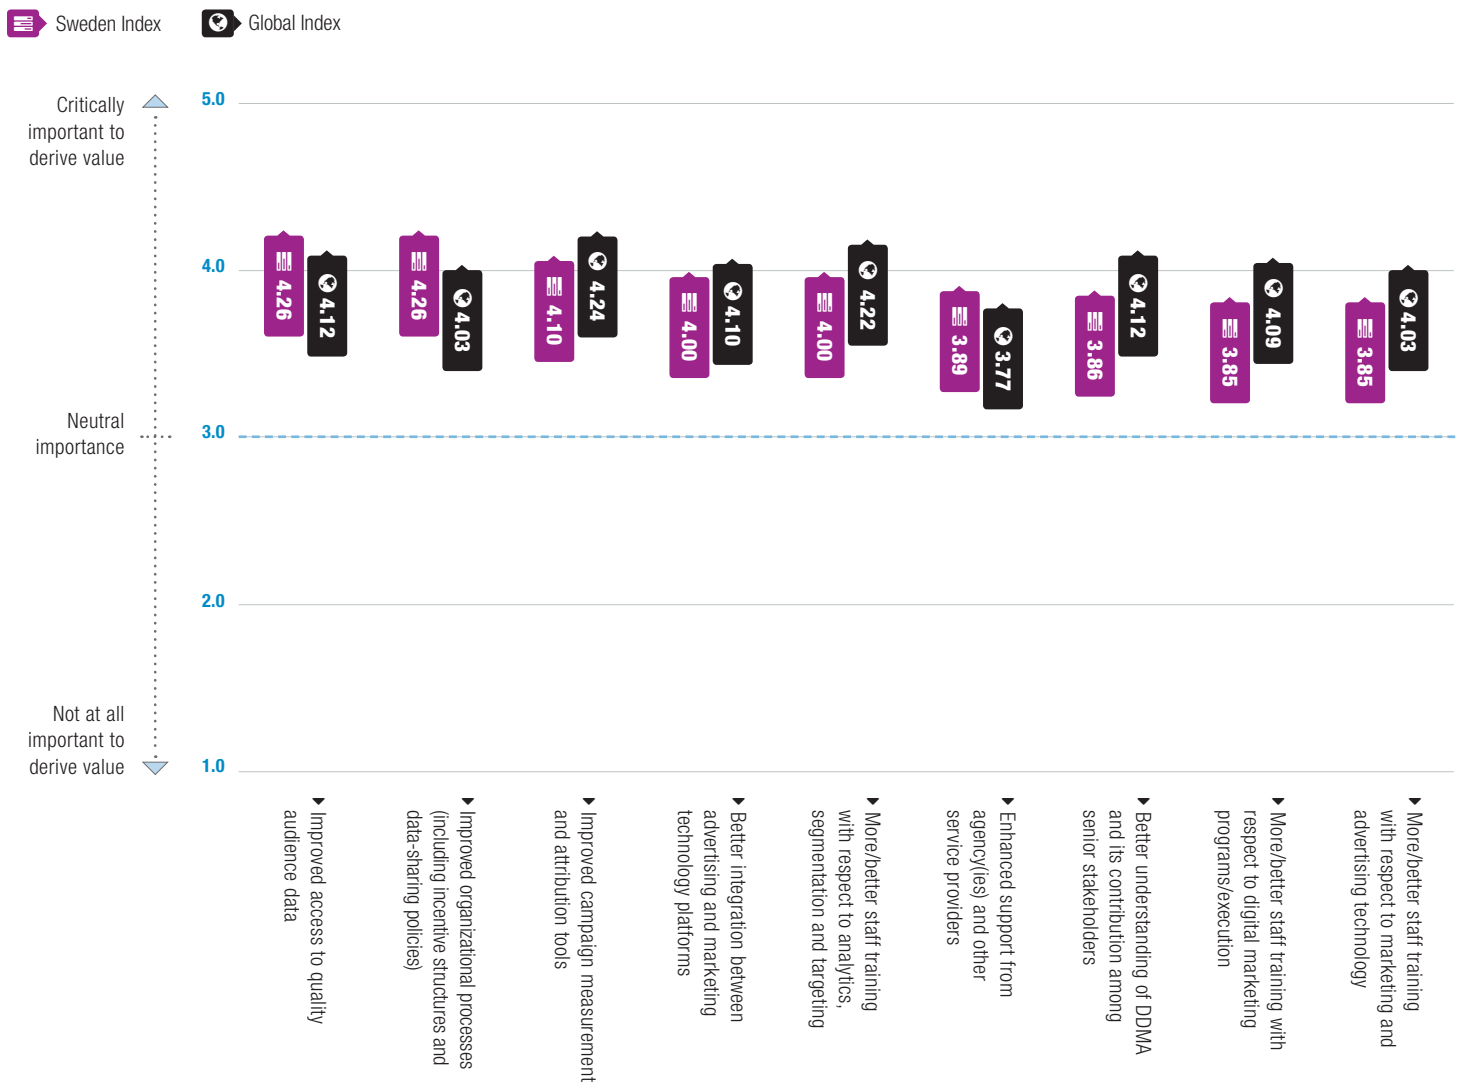 Sweden Index
Global Index
Critically
important to
derive value
Neutral
importance
Not at all
important to
derive value
5.0
4.0
3.0
2.0
1.0
4.26
4.12
4.26
4.03
4.10
4.24
4.00
4.10
4.00
4.22
3.89
3.77
3.86
4.12
3.85
4.09
3.85
4.03
Improved access to quality
audience data
Improved organizational processes
(including incentive structures and
data-sharing policies)
Improved campaign measurement
and attribution tools
Better integration between
advertising and marketing
technology platforms
More/better staff training
with respect to analytics,
segmentation and targeting
Enhanced support from
agency(ies) and other
service providers
Better understanding of DDMA
and its contribution among
senior stakeholders
More/better staff training with
respect to digital marketing
programs/execution
More/better staff training
with respect to marketing and
advertising technology